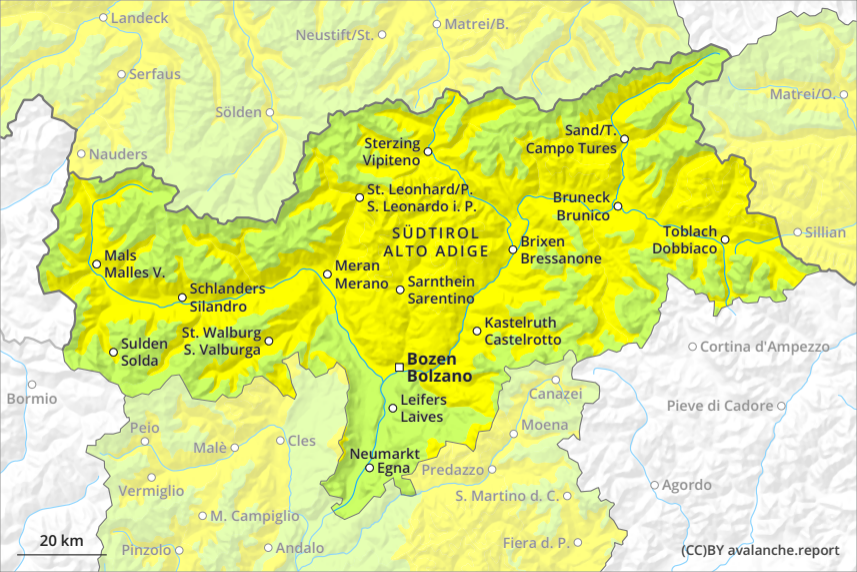 Landeck
Matrei/B.
Neustift/St.
Serfaus
Matrei/O.
Sölden
Sand/T.
Campo Tures
Sterzing
Vipiteno
Nauders
St. Leonhard/P.
S. Leonardo i. P.
Bruneck
Brunico
SÜDTIROL
ALTO ADIGE
Toblach
Dobbiaco
Sillian
Brixen
Bressanone
Mals
Malles V.
Meran
Merano
Sarnthein
Sarentino
Schlanders
Silandro
Kastelruth
Castelrotto
St. Walburg
S. Valburga
Sulden
Solda
Cortina d'Ampezzo
Bozen
Bolzano
Bormio
Canazei
Leifers
Laives
Pieve di Cadore
Moena
Peio
Malè
Cles
Neumarkt
Egna
Predazzo
Vermiglio
Agordo
S. Martino d. C.
M. Campiglio
20 km
Pinzolo
Andalo
Fiera d. P.
(CC)BY avalanche.report